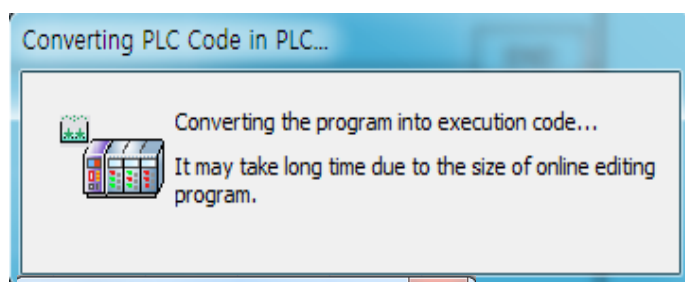 Converting PLC Code in PLC...
Converting the program into execution code...
It may take long time due to the size of online editing
program.